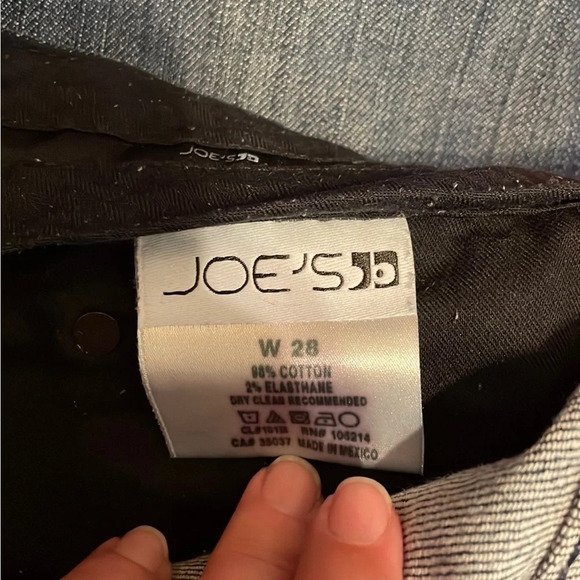 JOE'S
JOE'S
W 28
98% COTTON
2% ELASTHANE
DRY CLEAN RECOMMENDED
RN# 106214
CA# 35037 MADE IN MEXICO